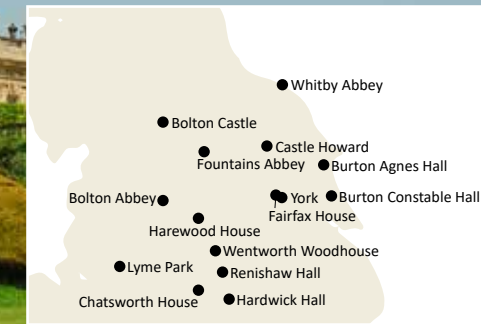 Whitby Abbey
Bolton Castle
Castle Howard
Fountains Abbey
Burton Agnes Hall
Bolton Abbey
York
Burton Constable Hall
Fairfax House
Harewood House
Wentworth Woodhouse
Lyme Park
Renishaw Hall
Chatsworth House
Hardwick Hall